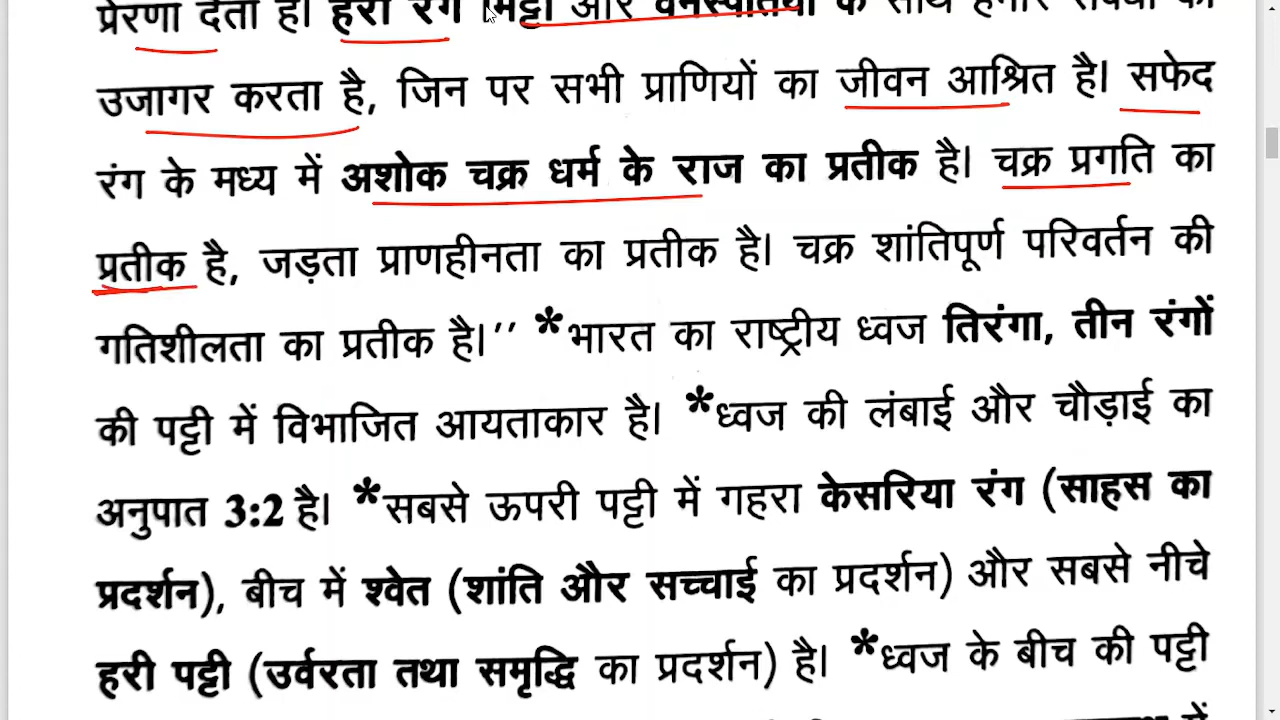 प्रेरणा देता है। हरा रंग मिट्टी और वनस्पतियों के साथ हमारे संबंधों को
उजागर करता है, जिन पर सभी प्राणियों का जीवन आश्रित है। सफेद
रंग के मध्य में अशोक चक्र धर्म के राज का प्रतीक है। चक्र प्रगति का
प्रतीक है, जड़ता प्राणहीनता का प्रतीक है। चक्र शांतिपूर्ण परिवर्तन की
गतिशीलता का प्रतीक है।’’ *भारत का राष्ट्रीय ध्वज तिरंगा, तीन रंगों
की पट्टी में विभाजित आयताकार है। *ध्वज की लंबाई और चौड़ाई का
अनुपात 3:2 है। *सबसे ऊपरी पट्टी में गहरा केसरिया रंग (साहस का
प्रदर्शन), बीच में श्वेत (शांति और सच्चाई का प्रदर्शन) और सबसे नीचे
हरी पट्टी (उर्वरता तथा समृद्धि का प्रदर्शन) है। *ध्वज के बीच की पट्टी